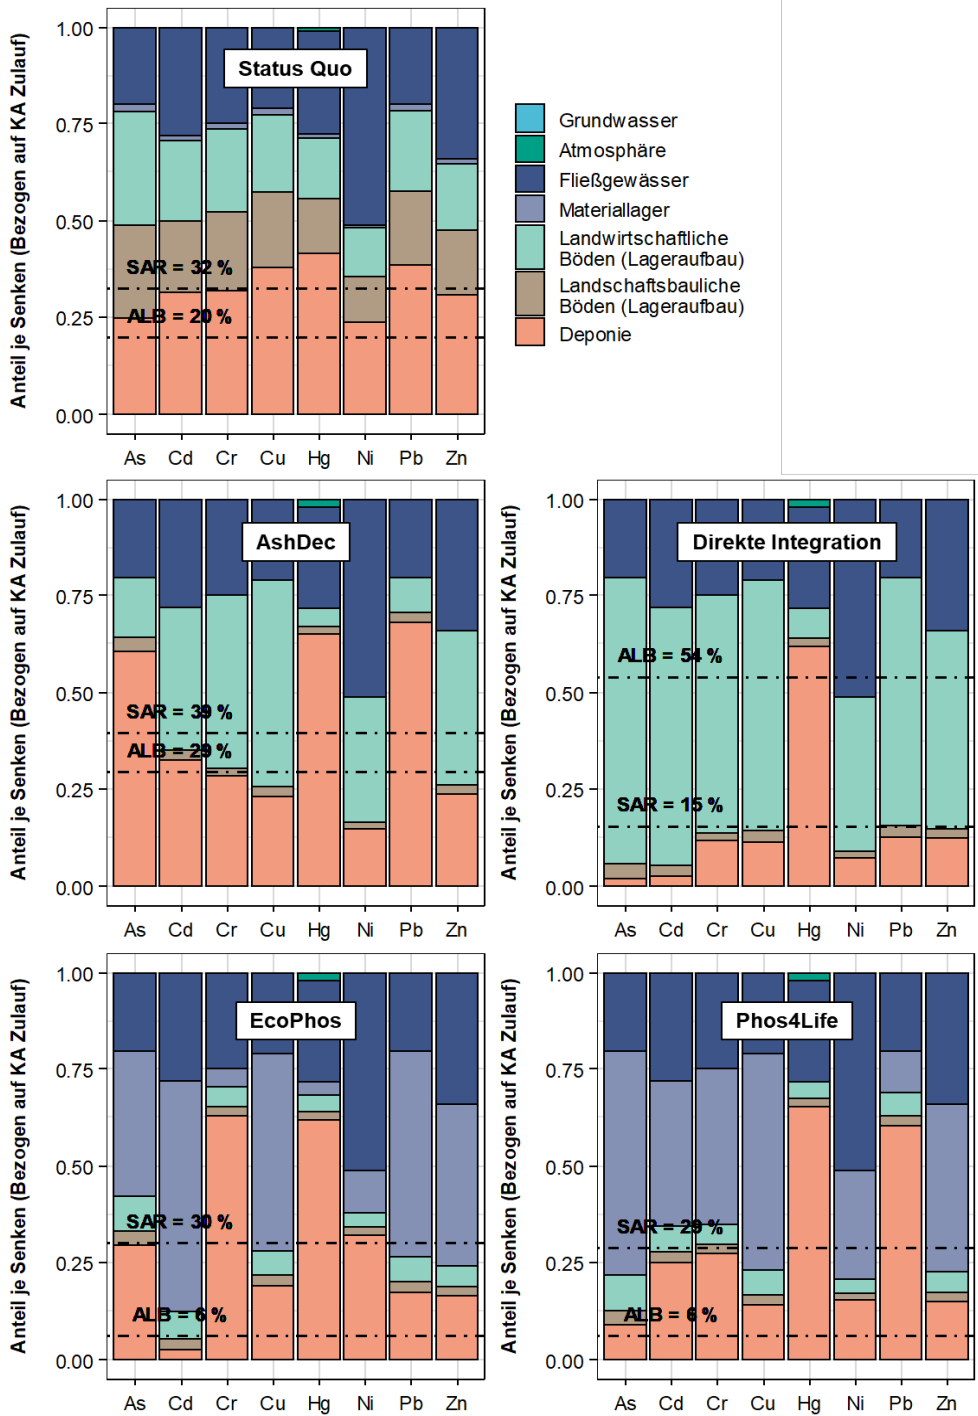 Anteil je Senken (Bezogen auf KA Zulauf)
1.00
0.75
0.50
0.25
0.00
Status Quo
SAR = 32 %
ALB = 20 %
As Cd Cr Cu Hg Ni Pb Zn
Grundwasser
Atmosphäre
Fließgewässer
Materiallager
Landwirtschaftliche
Böden (Lageraufbau)
Landschaftsbauliche
Böden (Lageraufbau)
Deponie
Anteil je Senken (Bezogen auf KA Zulauf)
1.00
0.75
0.50
0.25
0.00
AshDec
SAR = 39 %
ALB = 29 %
As Cd Cr Cu Hg Ni Pb Zn
Anteil je Senken (Bezogen auf KA Zulauf)
1.00
0.75
0.50
0.25
0.00
Direkte Integration
ALB = 54 %
SAR = 15 %
As Cd Cr Cu Hg Ni Pb Zn
Anteil je Senken (Bezogen auf KA Zulauf)
1.00
0.75
0.50
0.25
0.00
EcoPhos
SAR = 30 %
ALB = 6 %
As Cd Cr Cu Hg Ni Pb Zn
Anteil je Senken (Bezogen auf KA Zulauf)
1.00
0.75
0.50
0.25
0.00
Phos4Life
SAR = 29 %
ALB = 6 %
As Cd Cr Cu Hg Ni Pb Zn